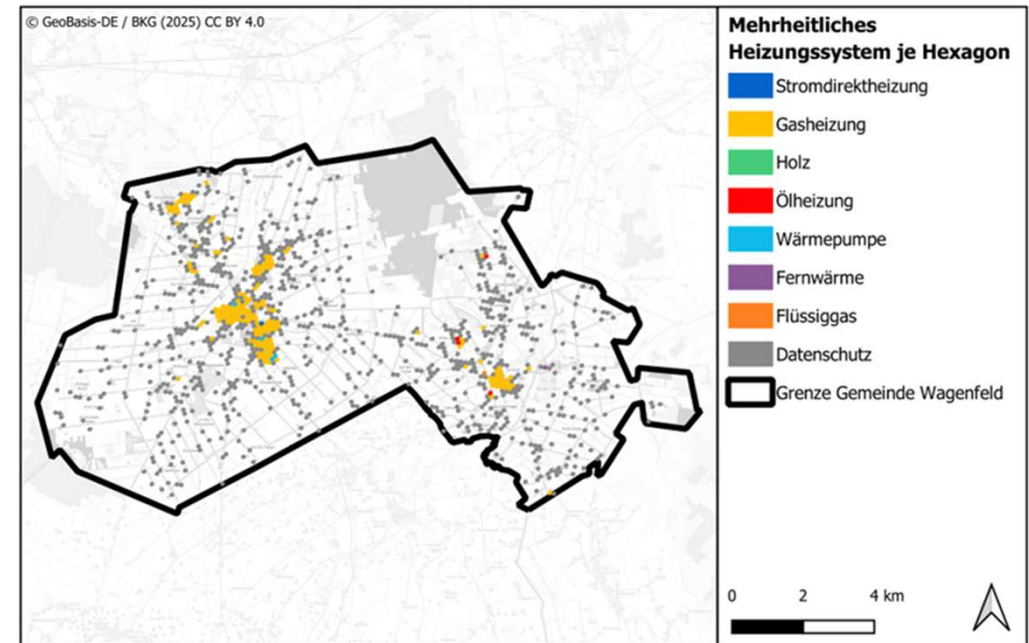 © GeoBasis-DE / BKG (2025) CC BY 4.0
Mehrheitliches
Heizungssystem je Hexagon
Stromdirektheizung
Gasheizung
Holz
Ölheizung
Wärmepumpe
Fernwärme
Flüssiggas
Datenschutz
Grenze Gemeinde Wagenfeld
0 2 4 km